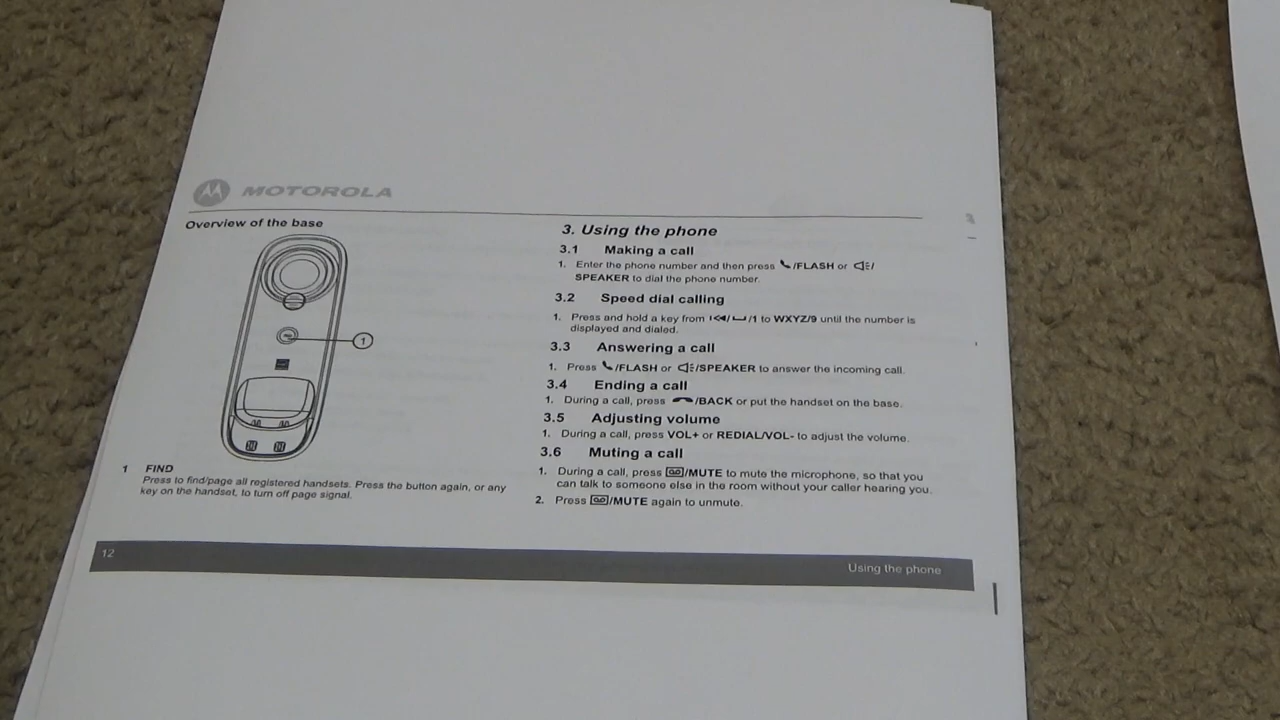 MOTOROLA
Overview of the base
1
1 FIND
Press to find/page all registered handsets. Press the button again, or any
key on the handset, to turn off page signal.
3. Using the phone
3.1 Making a call
1. Enter the phone number and then press /FLASH or /
SPEAKER to dial the phone number.
3.2 Speed dial calling
1. Press and hold a key from /1 to WXYZ/9 until the number is
displayed and dialed.
3.3 Answering a call
1. Press /FLASH or /SPEAKER to answer the incoming call.
3.4 Ending a call
1. During a call, press /BACK or put the handset on the base.
3.5 Adjusting volume
1. During a call, press VOL+ or REDIAL/VOL- to adjust the volume.
3.6 Muting a call
1. During a call, press /MUTE to mute the microphone, so that you
can talk to someone else in the room without your caller hearing you.
2. Press /MUTE again to unmute.
12
Using the phone